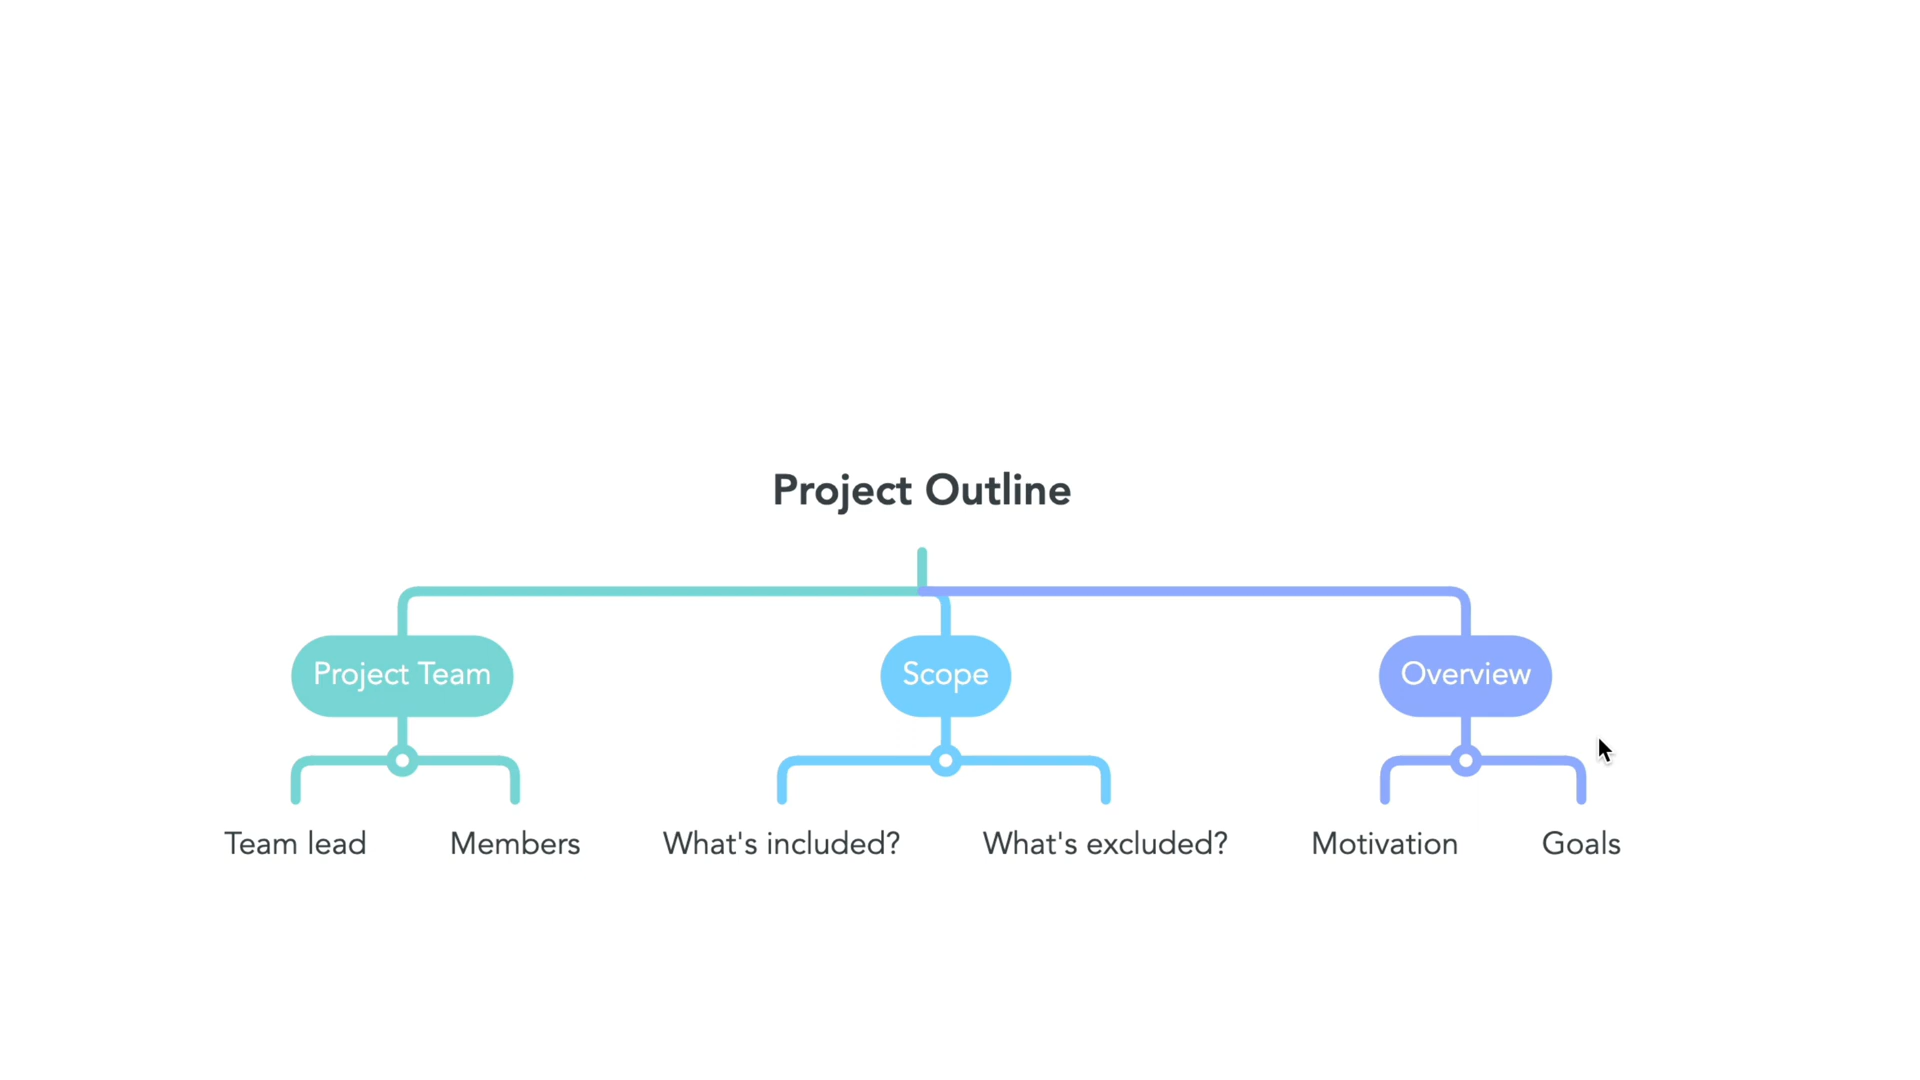 Project Outline
Project Team
Scope
Overview
Team lead
Members
What's included?
What's excluded?
Motivation
Goals